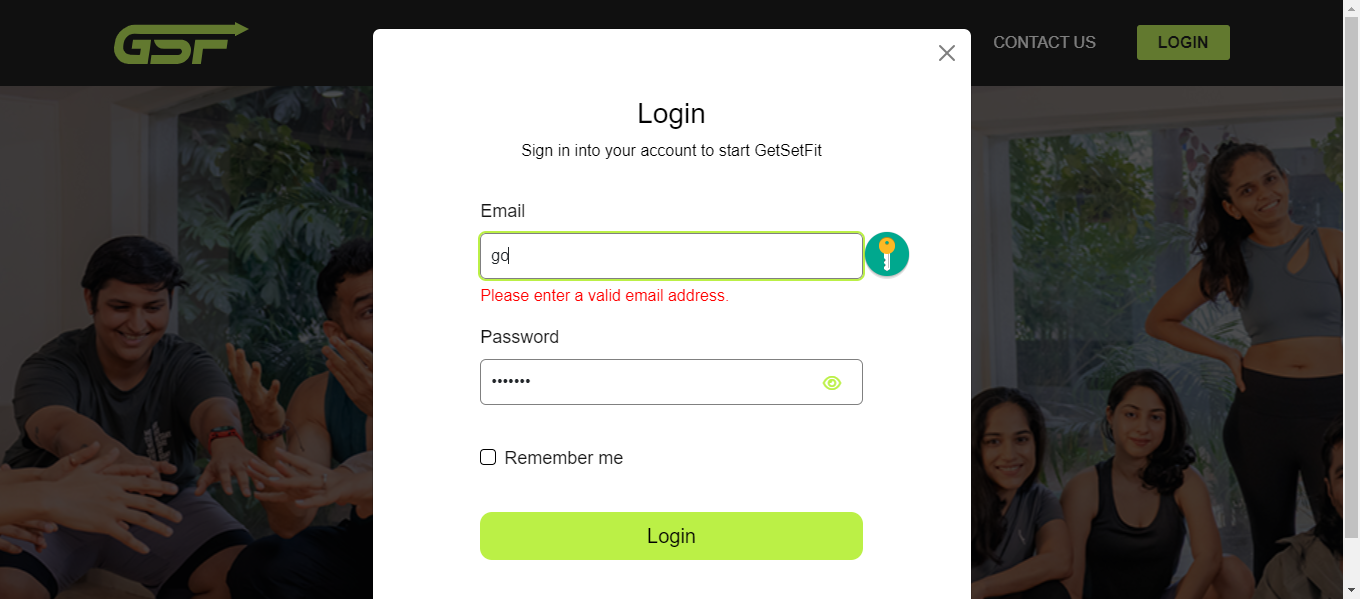 GSF
CONTACT US
LOGIN
Login
Sign in into your account to start GetSetFit
Email
go
Please enter a valid email address.
Password
•••••••
Remember me
Login